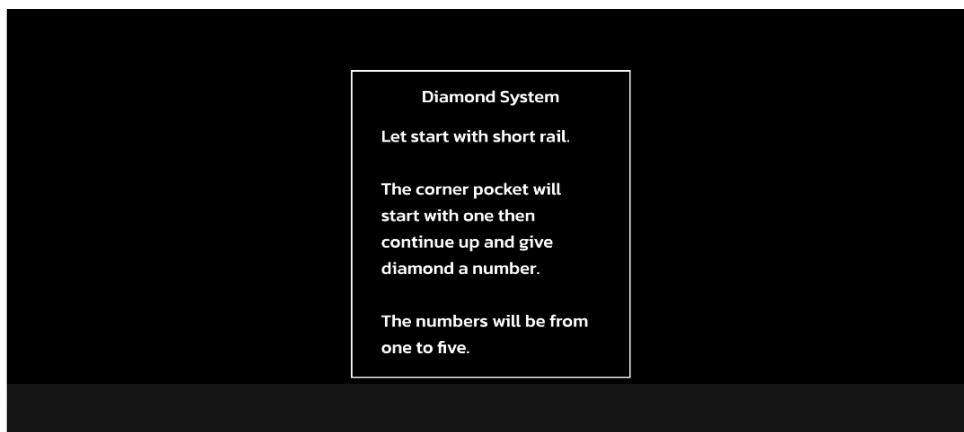 Diamond System
Let start with short rail.
The corner pocket will
start with one then
continue up and give
diamond a number.
The numbers will be from
one to five.